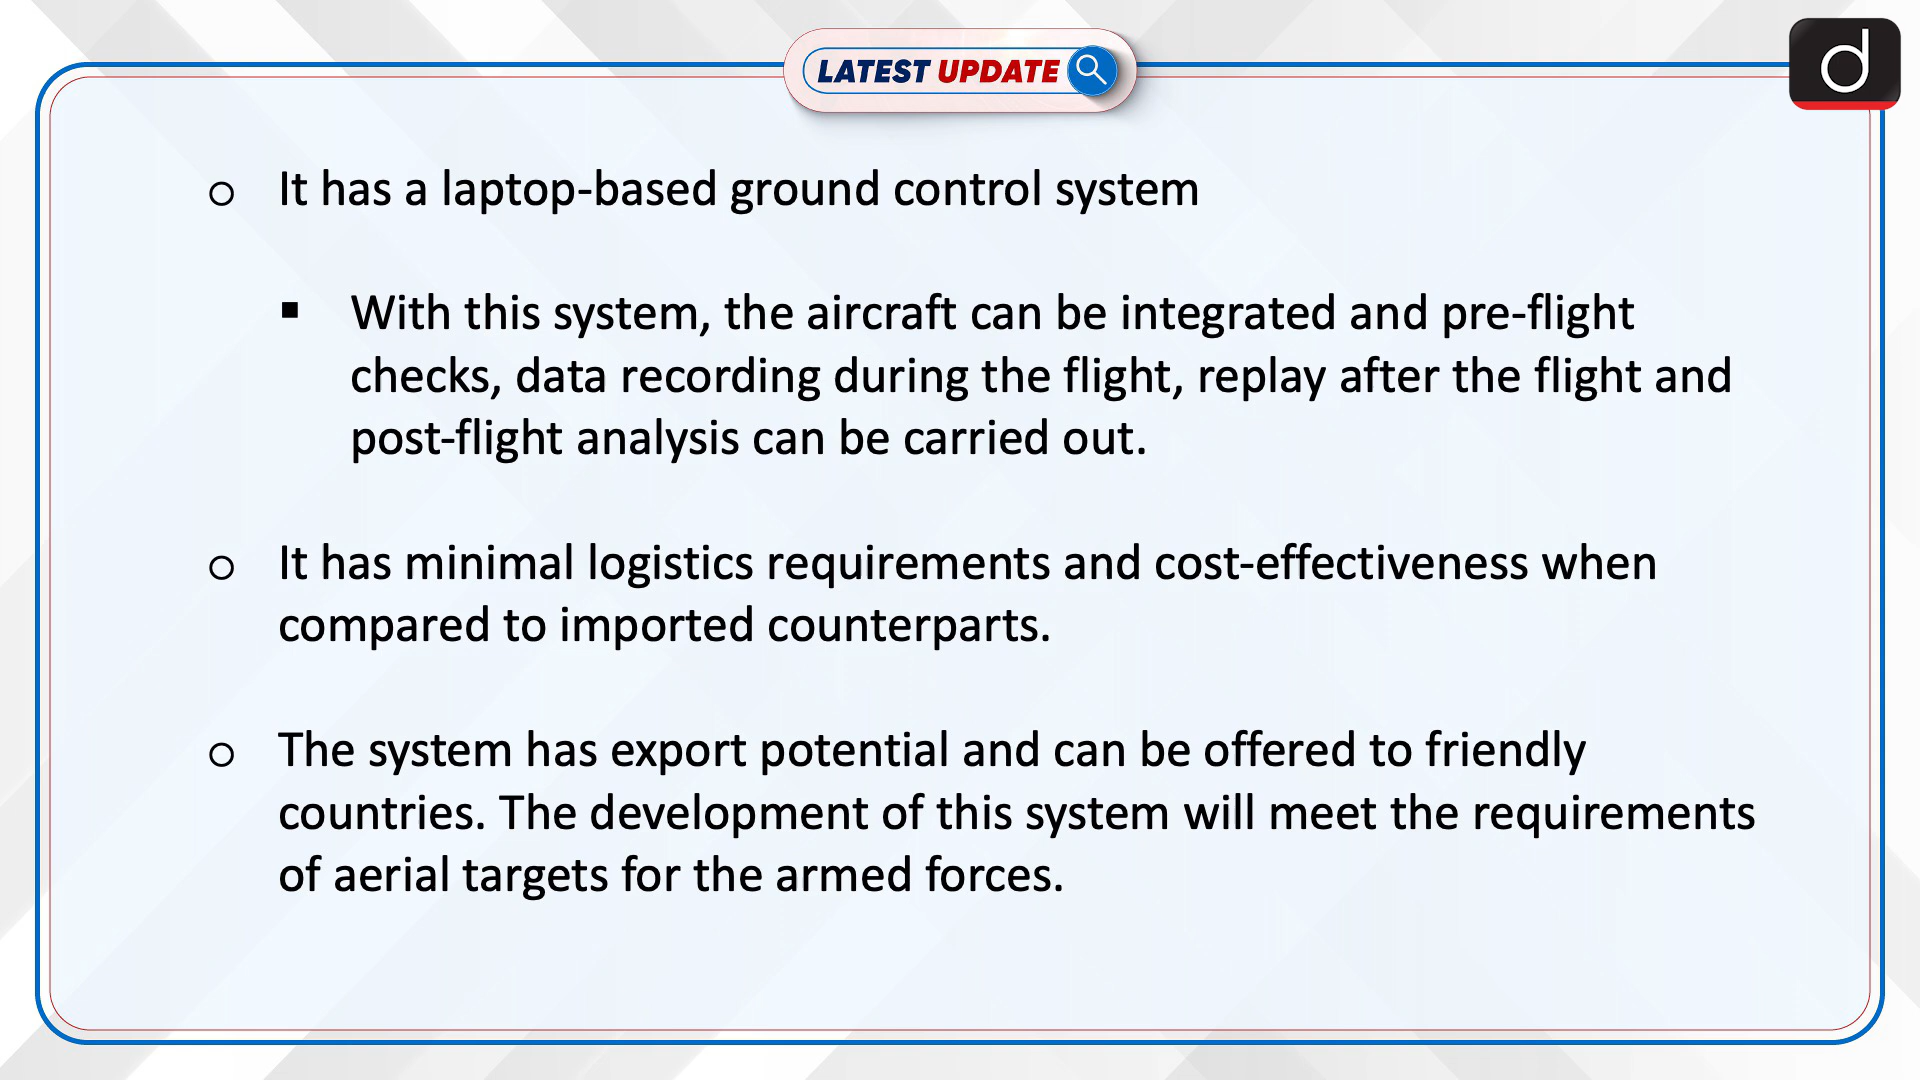 LATEST UPDATE
d
o It has a laptop-based ground control system
▪ With this system, the aircraft can be integrated and pre-flight
checks, data recording during the flight, replay after the flight and
post-flight analysis can be carried out.
o It has minimal logistics requirements and cost-effectiveness when
compared to imported counterparts.
o The system has export potential and can be offered to friendly
countries. The development of this system will meet the requirements
of aerial targets for the armed forces.